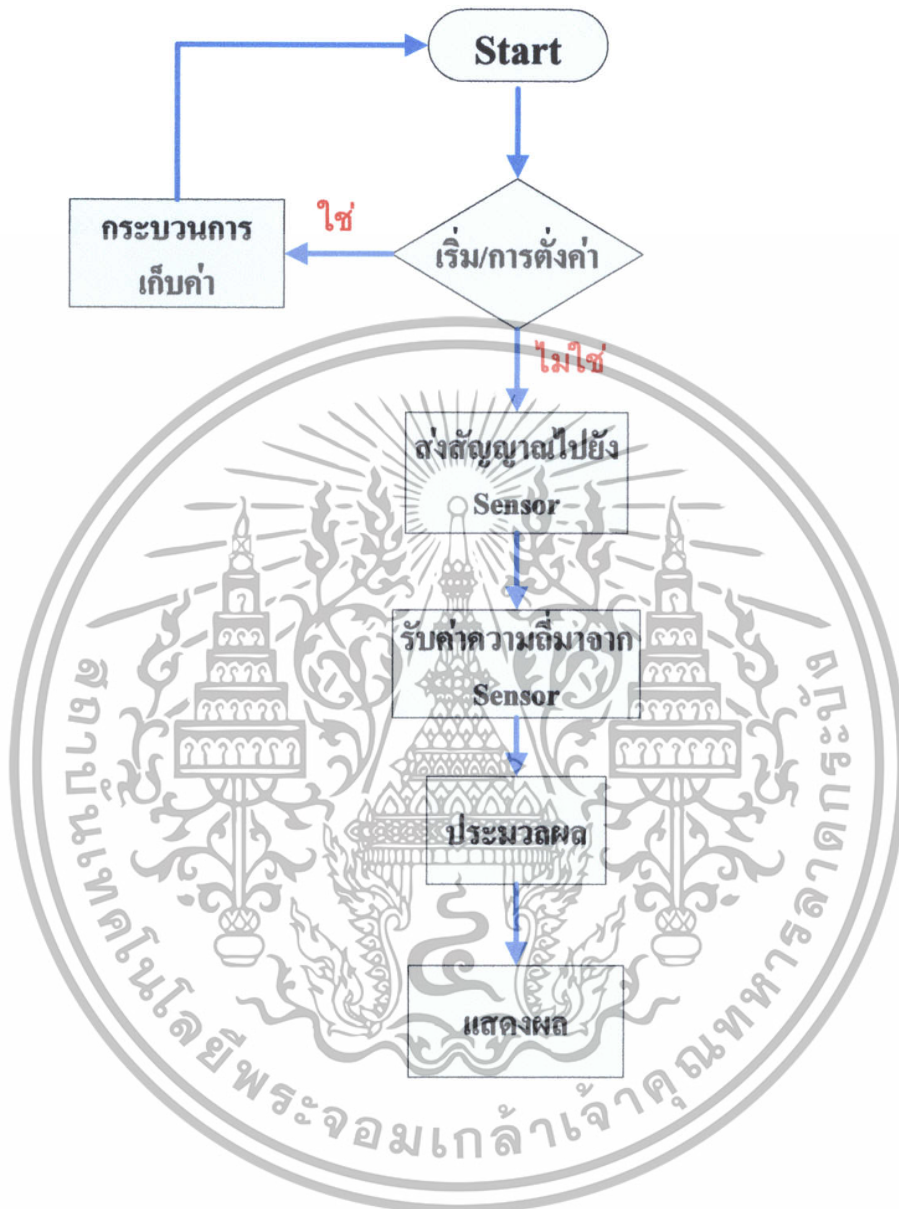 Start
ใช่
กระบวนการ
เก็บค่า
เริ่ม/การตั้งค่า
ไม่ใช่
ส่งสัญญาณไปยัง
Sensor
รับค่าความถี่มาจาก
Sensor
ประมวลผล
แสดงผล
สถาบันเทคโนโลยีพระจอมเกล้าเจ้าคุณทหารลาดกระบัง